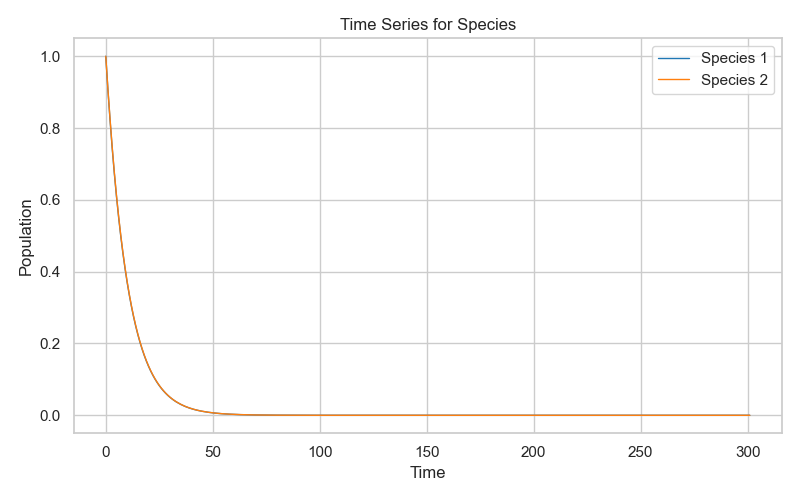 Time Series for Species
Species 1
Species 2
Population
1.0
0.8
0.6
0.4
0.2
0.0
0 50 100 150 200 250 300
Time